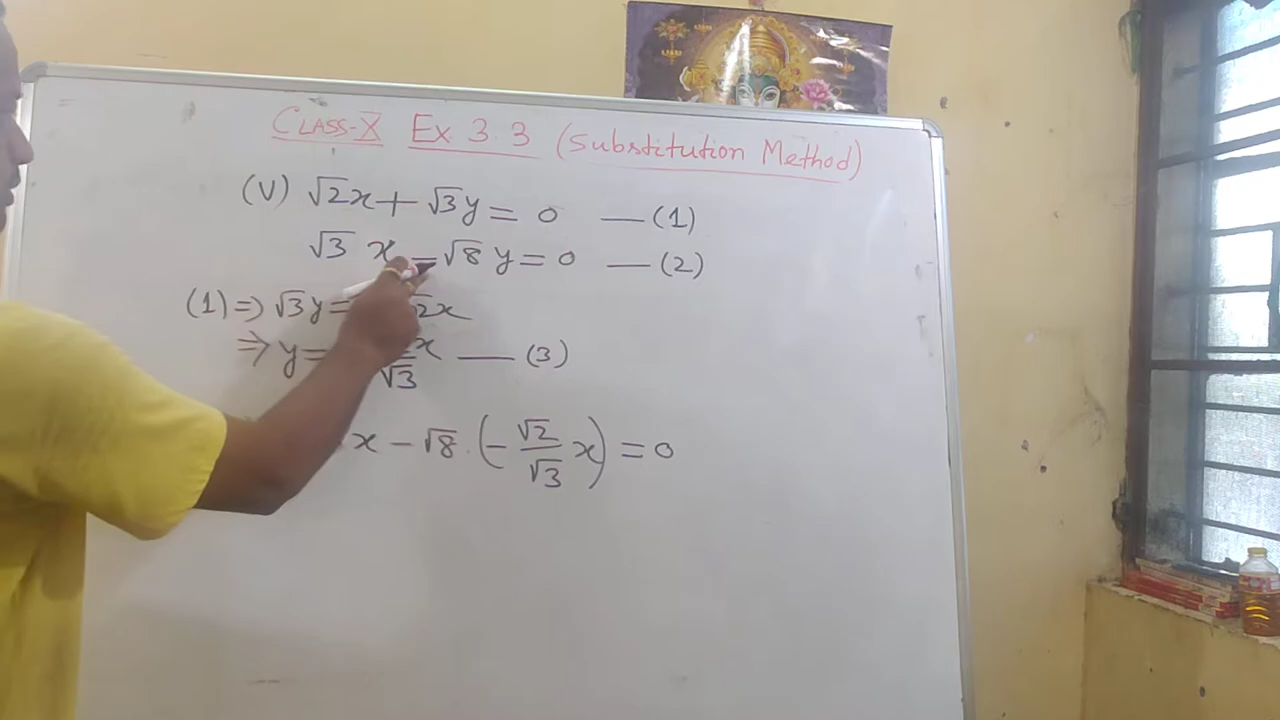 CLASS-X Ex 3.3 (Substitution Method)
(V) √2x + √3y = 0 — (1)
√3 x - √8 y = 0 — (2)
(1) ⇒ √3y = √2x
⇒ y = x — (3)
√3
x - √8 . (- √2/√3 x) = 0